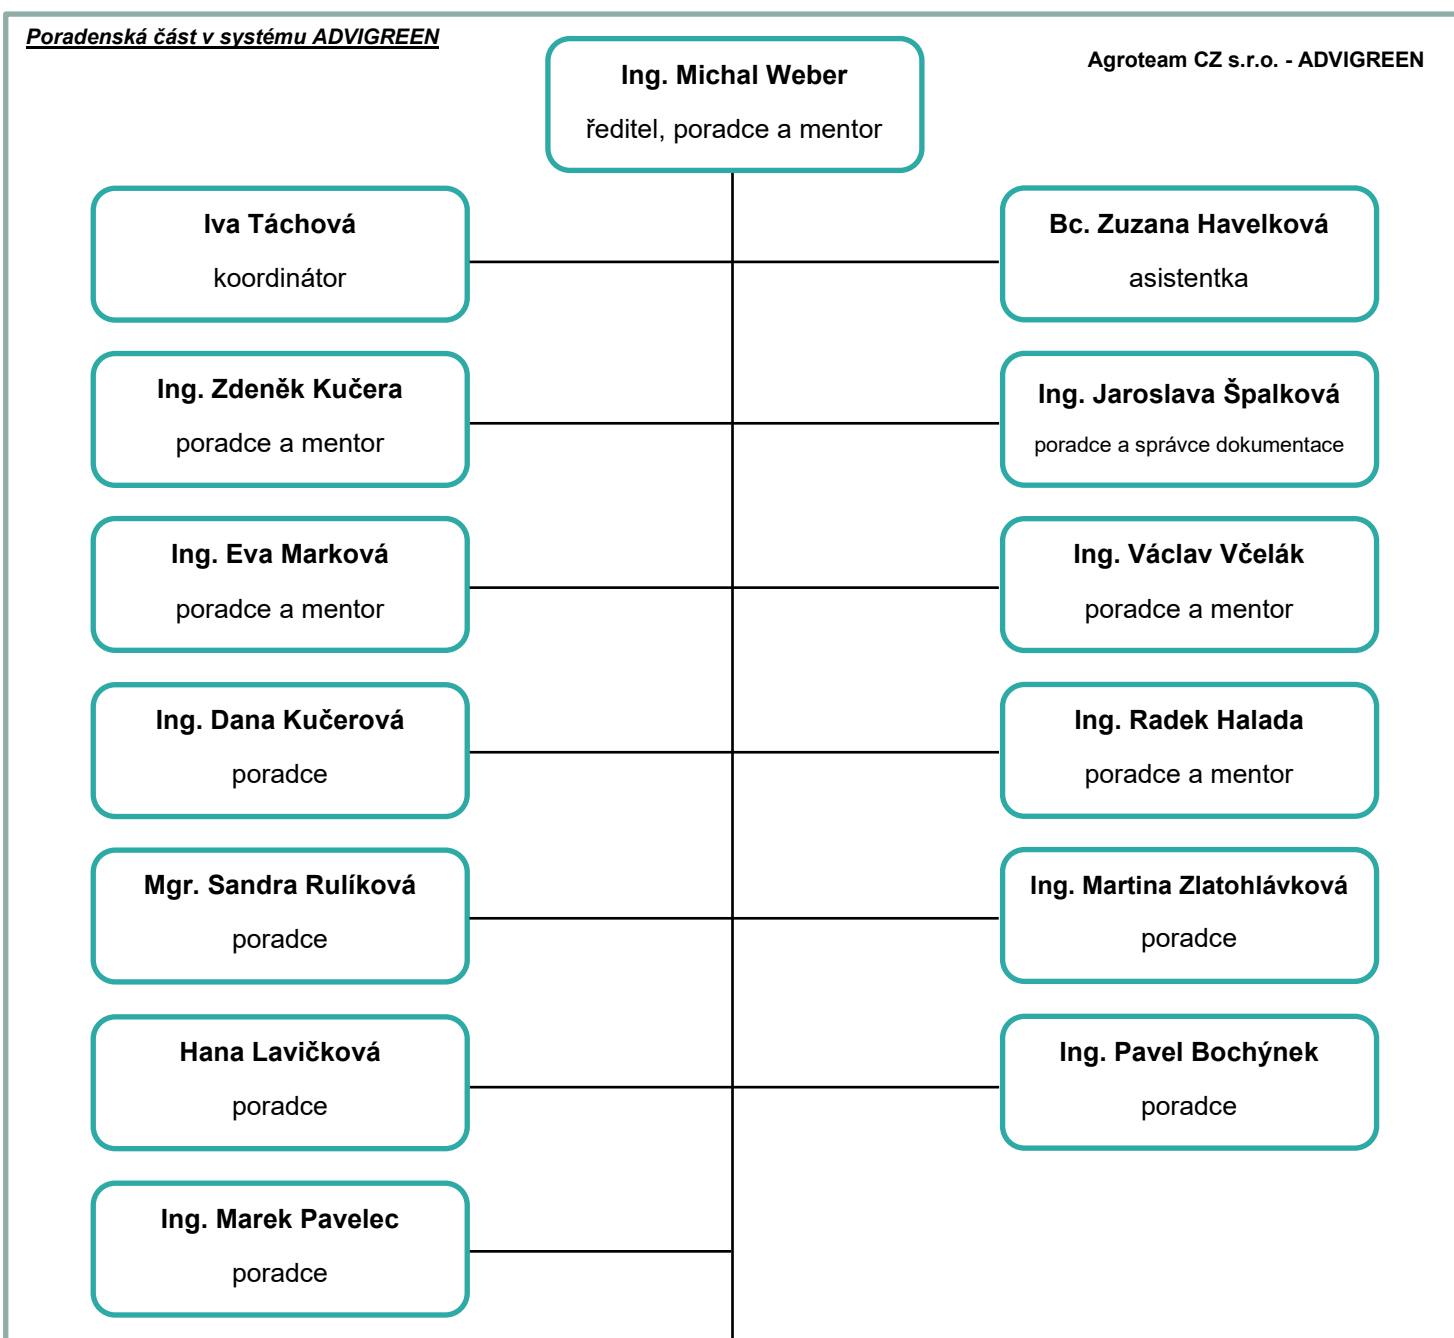 Poradenská část v systému ADVIGREEN
Agroteam CZ s.r.o. - ADVIGREEN
Ing. Michal Weber
ředitel, poradce a mentor
Iva Táchová
koordinátor
Bc. Zuzana Havelková
asistentka
Ing. Zdeněk Kučera
poradce a mentor
Ing. Jaroslava Špalková
poradce a správce dokumentace
Ing. Eva Marková
poradce a mentor
Ing. Václav Včelák
poradce a mentor
Ing. Dana Kučerová
poradce
Ing. Radek Halada
poradce a mentor
Mgr. Sandra Rulíková
poradce
Ing. Martina Zlatohlávková
poradce
Hana Lavičková
poradce
Ing. Pavel Bochýnek
poradce
Ing. Marek Pavelec
poradce